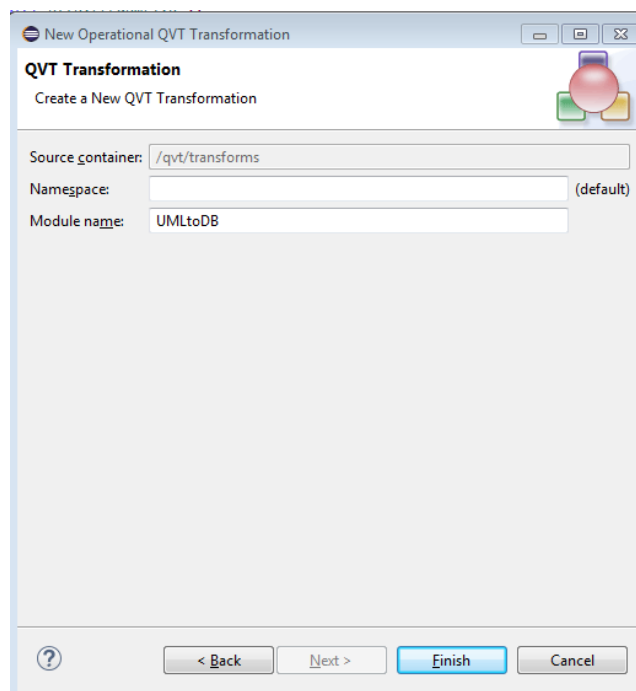 New Operational QVT Transformation
QVT Transformation
Create a New QVT Transformation
Source container: /qvt/transforms
Namespace: (default)
Module name: UMLtoDB
? < Back Next > Finish Cancel